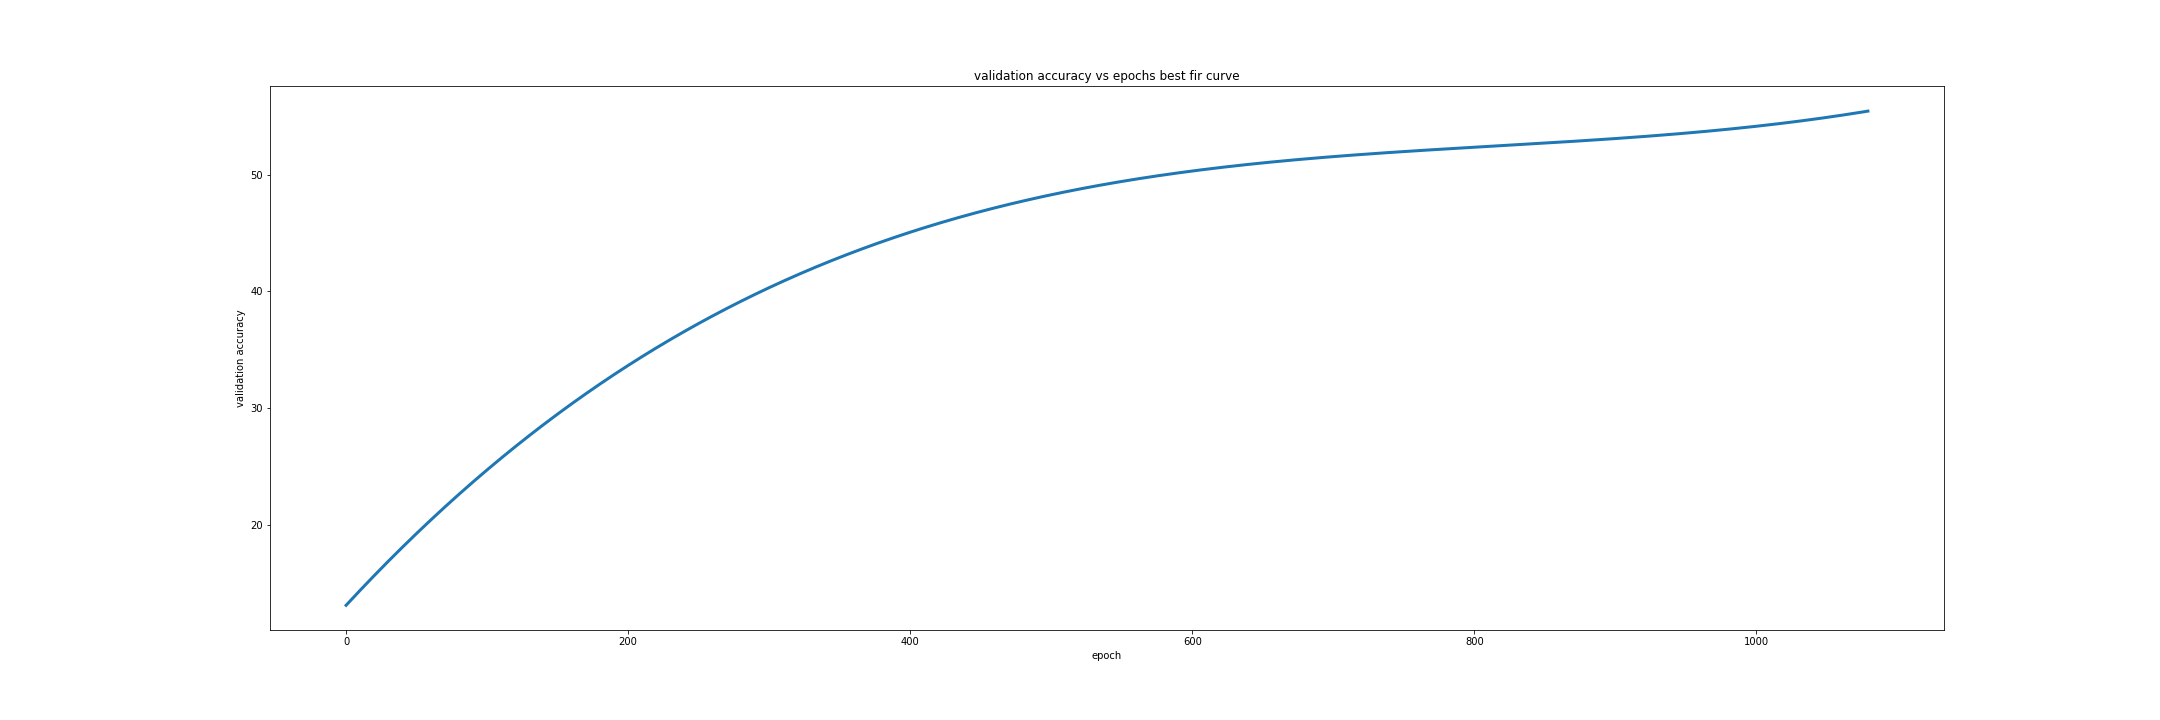 validation accuracy vs epochs best fir curve
50
40
30
20
validation accuracy
0 200 400 600 800 1000
epoch